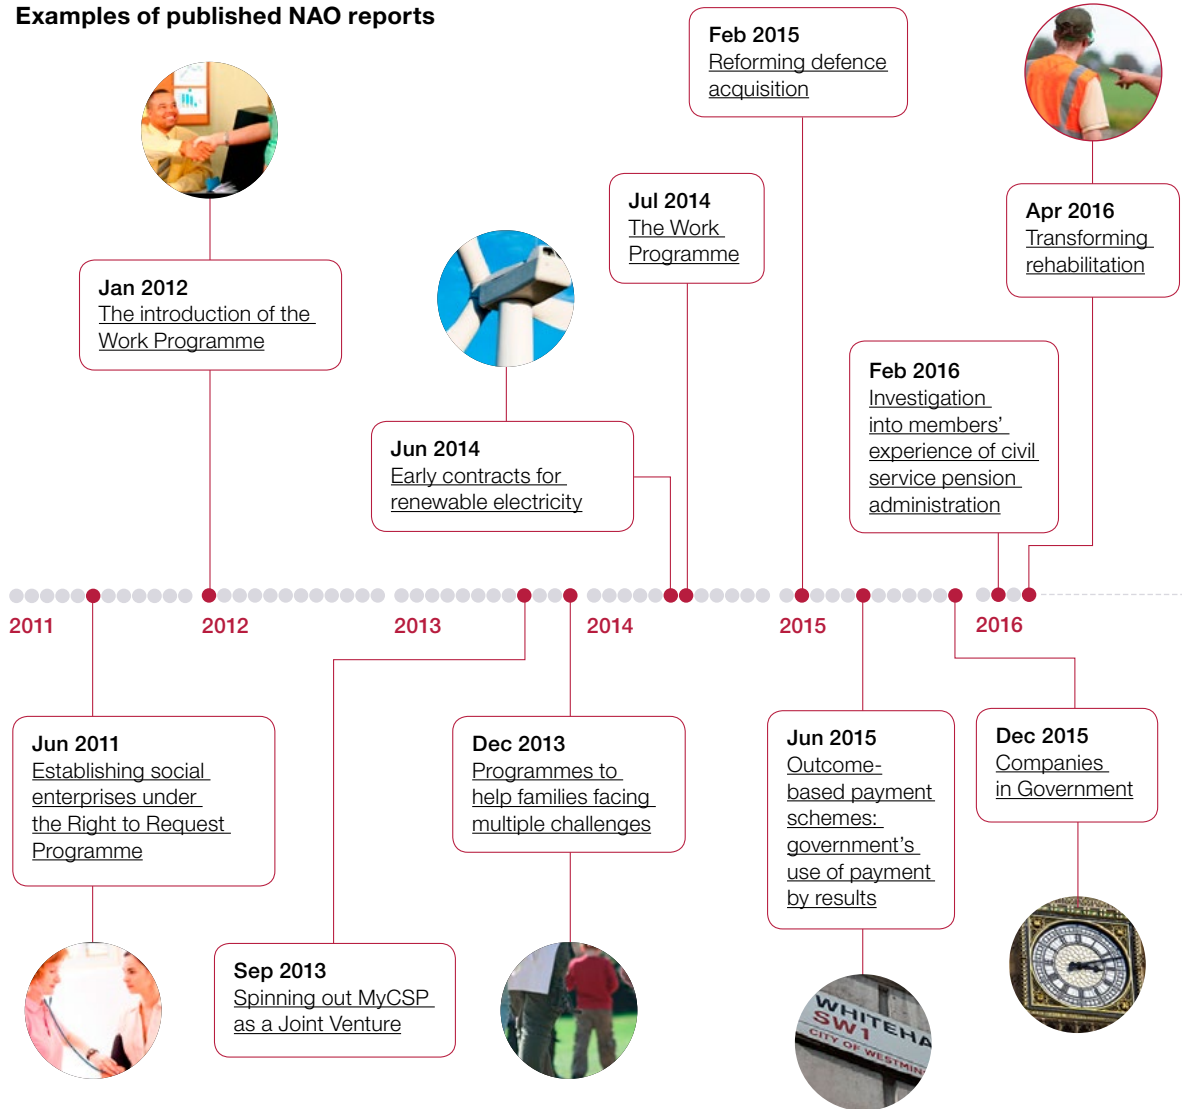 Examples of published NAO reports
Feb 2015
Reforming defence
acquisition
Jul 2014
The Work
Programme
Apr 2016
Transforming
rehabilitation
Jan 2012
The introduction of the
Work Programme
Feb 2016
Investigation
into members’
experience of civil
service pension
administration
Jun 2014
Early contracts for
renewable electricity
2011
2012
2013
2014
2015
2016
Jun 2011
Establishing social
enterprises under
the Right to Request
Programme
Dec 2013
Programmes to
help families facing
multiple challenges
Jun 2015
Outcome-
based payment
schemes:
government’s
use of payment
by results
Dec 2015
Companies
in Government
Sep 2013
Spinning out MyCSP
as a Joint Venture
WHITEHA
SW1
CITY OF WESTMIN